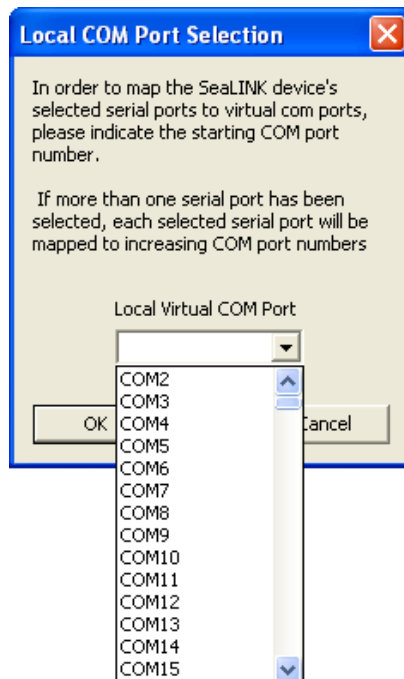 Local COM Port Selection
In order to map the SeaLINK device's
selected serial ports to virtual com ports,
please indicate the starting COM port
number.
If more than one serial port has been
selected, each selected serial port will be
mapped to increasing COM port numbers
Local Virtual COM Port
COM2
COM3
OK COM4 Cancel
COM5
COM6
COM7
COM8
COM9
COM10
COM11
COM12
COM13
COM14
COM15